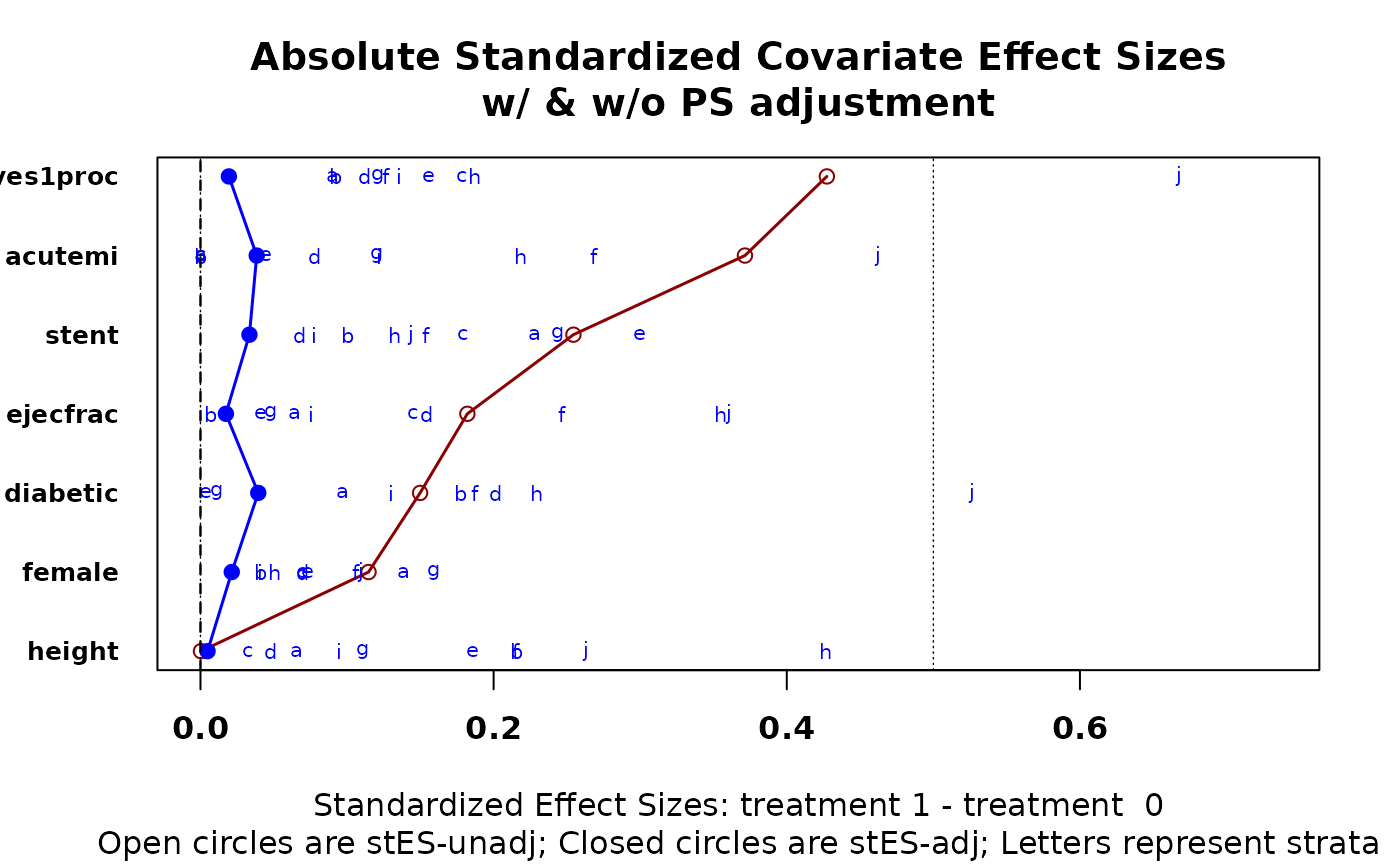 Absolute Standardized Covariate Effect Sizes
w/ & w/o PS adjustment
ves1proc a b d g f i e c h j
acutemi e d g i h f j
stent d i b h j f c a g e
ejecfrac b e g a i c d f h j
diabetic e g a i b f d h j
female i b h d e f j a g
height c d a i g e f b j h
0.0 0.2 0.4 0.6
Standardized Effect Sizes: treatment 1 - treatment 0
Open circles are stES-unadj; Closed circles are stES-adj; Letters represent strata